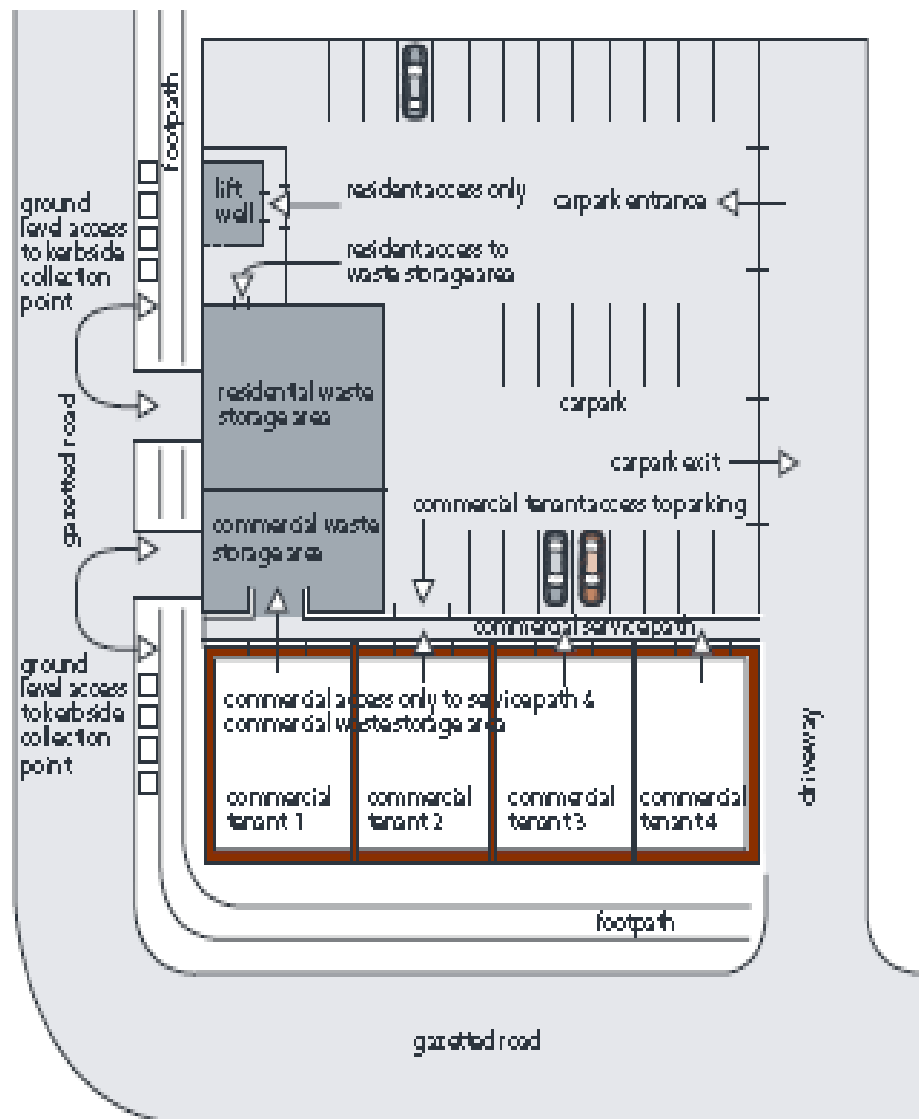 footpath
lift
well
resident access only
carpark entrance
ground
level access
to kerbside
collection
point
resident access to
waste storage area
residential waste
storage area
carpark
gazetted road
carpark exit
commercial tenant access to parking
commercial waste
storage area
commercial service path
ground
level access
to kerbside
collection
point
commercial access only to service path &
commercial waste storage area
driveway
commercial
tenant 1
commercial
tenant 2
commercial
tenant 3
commercial
tenant 4
footpath
gazetted road